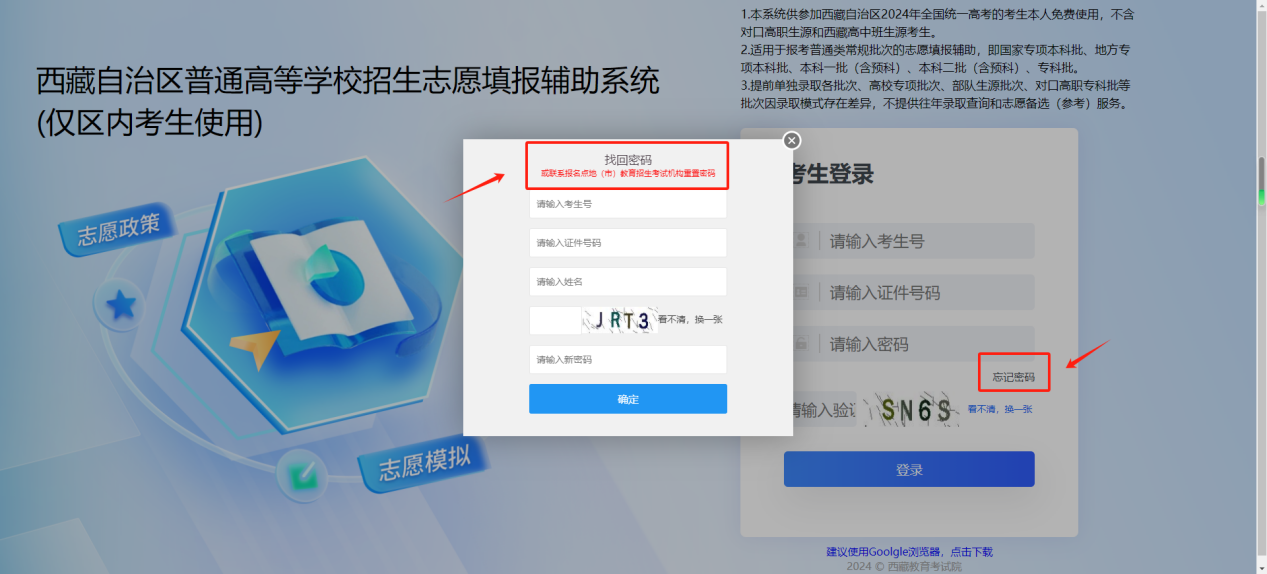 1.本系统供参加西藏自治区2024年全国统一高考的考生本人免费使用，不含
对口高职生源和西藏高中班生源考生。
2.适用于报考普通类常规批次的志愿填报辅助，即国家专项本科批、地方专
项本科批、本科一批（含预科）、本科二批（含预科）、专科批。
3.提前单独录取各批次、高校专项批次、部队生源批次、对口高职专科批等
批次因录取模式存在差异，不提供往年录取查询和志愿备选（参考）服务。
西藏自治区普通高等学校招生志愿填报辅助系统
(仅区内考生使用)
志愿政策
志愿模拟
找回密码
或联系报名点地（市）教育招生考试机构重置密码
请输入考生号
请输入证件号码
请输入姓名
JRT3 看不清，换一张
请输入新密码
确定
考生登录
请输入考生号
请输入证件号码
请输入密码
忘记密码
请输入验证 SN6S 看不清，换一张
登录
建议使用Goolgle浏览器，点击下载
2024 © 西藏教育考试院